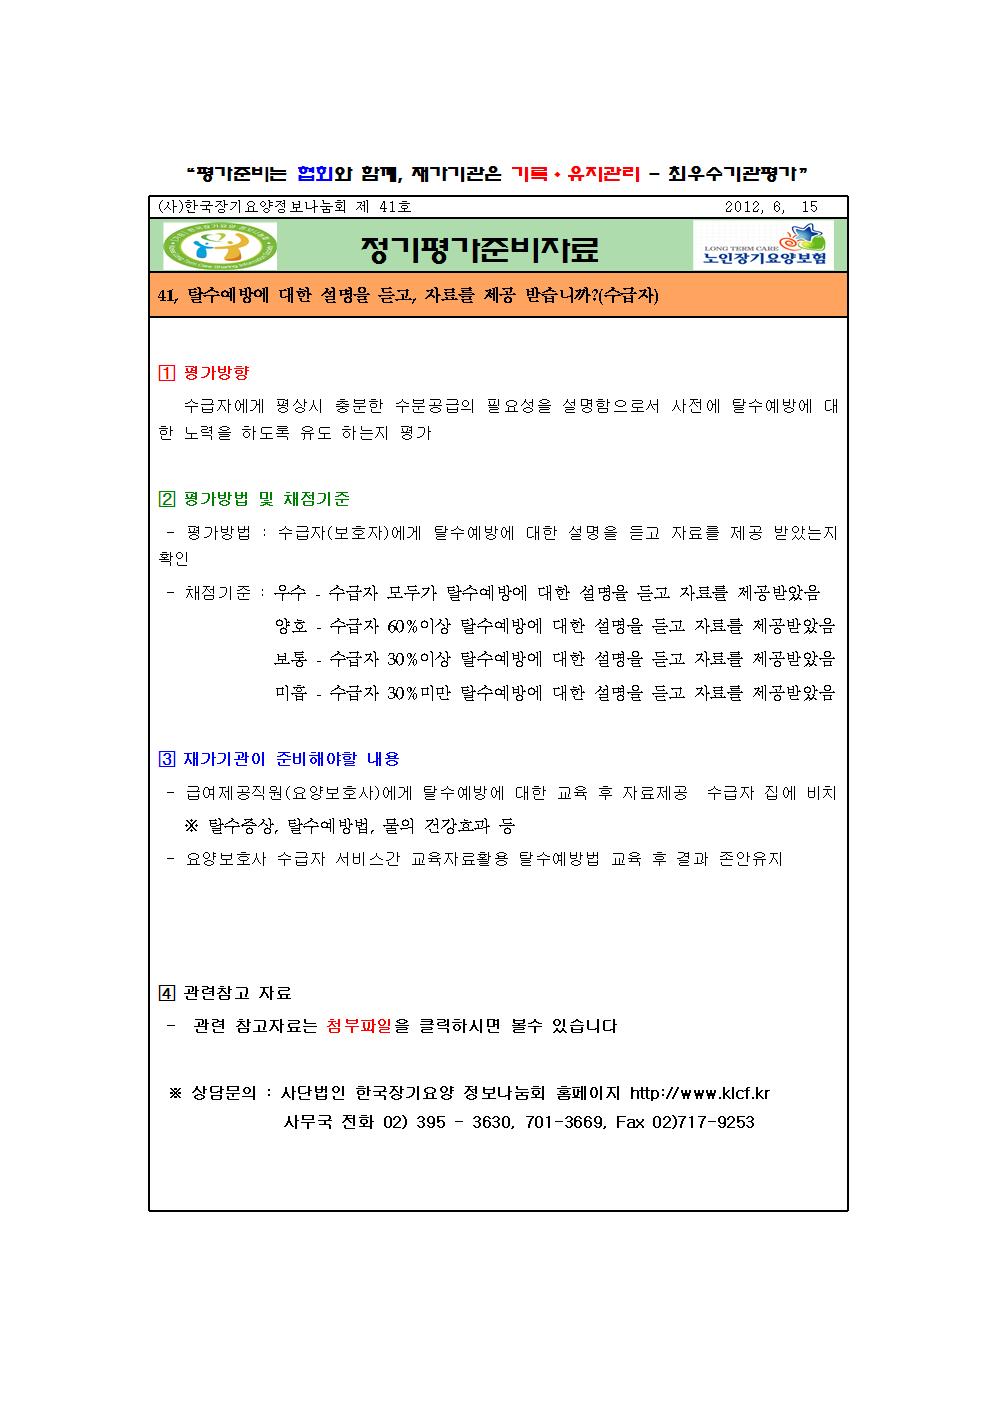 “평가준비는 협회와 함께, 재가기관은 기록・유지관리 - 최우수기관평가”
(사)한국장기요양정보나눔회 제 41호 2012, 6, 15
정기평가준비자료
LONG TERM CARE
노인장기요양보험
41, 탈수예방에 대한 설명을 듣고, 자료를 제공 받습니까?(수급자)
1 평가방향
수급자에게 평상시 충분한 수분공급의 필요성을 설명함으로서 사전에 탈수예방에 대
한 노력을 하도록 유도 하는지 평가
2 평가방법 및 채점기준
- 평가방법 : 수급자(보호자)에게 탈수예방에 대한 설명을 듣고 자료를 제공 받았는지
확인
- 채점기준 : 우수 - 수급자 모두가 탈수예방에 대한 설명을 듣고 자료를 제공받았음
양호 - 수급자 60%이상 탈수예방에 대한 설명을 듣고 자료를 제공받았음
보통 - 수급자 30%이상 탈수예방에 대한 설명을 듣고 자료를 제공받았음
미흡 - 수급자 30%미만 탈수예방에 대한 설명을 듣고 자료를 제공받았음
3 재가기관이 준비해야할 내용
- 급여제공직원(요양보호사)에게 탈수예방에 대한 교육 후 자료제공 수급자 집에 비치
※ 탈수증상, 탈수예방법, 물의 건강효과 등
- 요양보호사 수급자 서비스간 교육자료활용 탈수예방법 교육 후 결과 존안유지
4 관련참고 자료
- 관련 참고자료는 첨부파일을 클릭하시면 볼수 있습니다
※ 상담문의 : 사단법인 한국장기요양 정보나눔회 홈페이지 http://www.klcf.kr
사무국 전화 02) 395 - 3630, 701-3669, Fax 02)717-9253